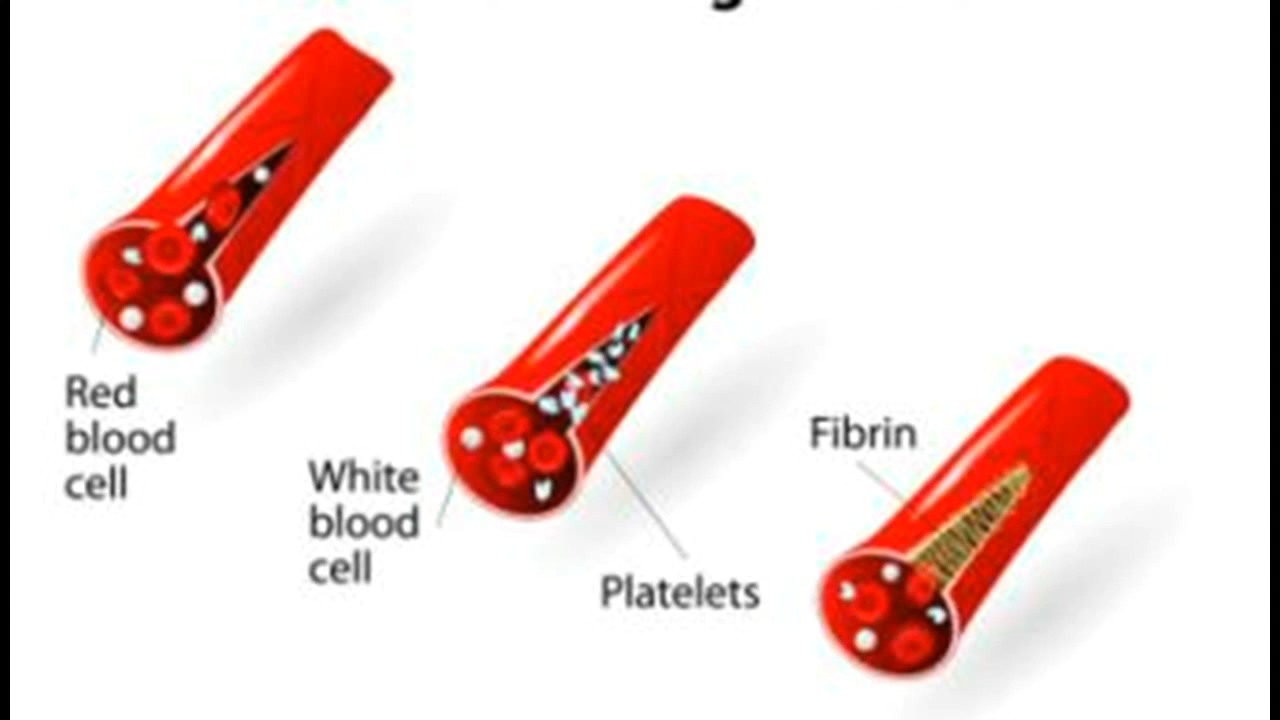 Red
blood
cell
White
blood
cell
Platelets
Fibrin